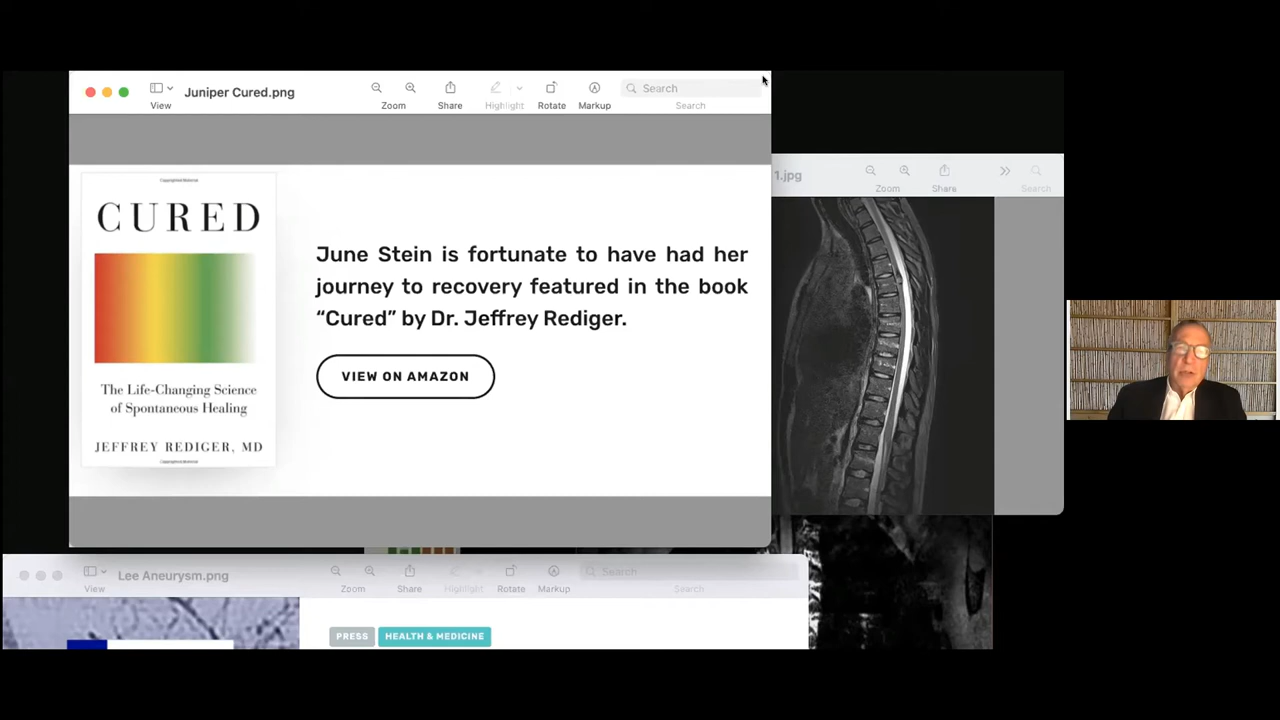 Juniper Cured.png
View
Zoom
Share
Highlight
Rotate
Markup
Search
Search
CURED
The Life-Changing Science
of Spontaneous Healing
JEFFREY REDIGER, MD
June Stein is fortunate to have had her
journey to recovery featured in the book
“Cured” by Dr. Jeffrey Rediger.
VIEW ON AMAZON
1.jpg
Zoom
Share
Search
Lee Aneurysm.png
View
Zoom
Share
Highlight
Rotate
Markup
Search
Search
PRESS
HEALTH & MEDICINE